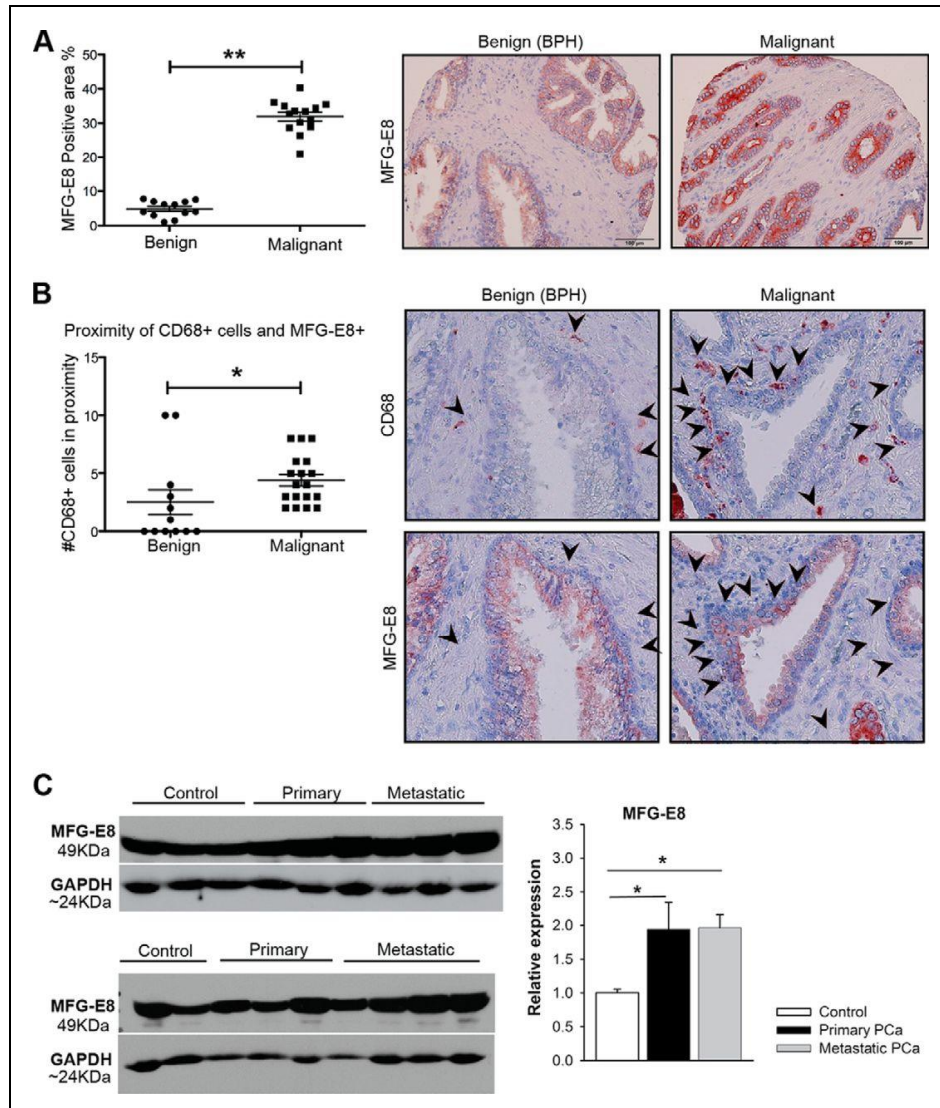 A
MFG-E8 Positive area %
50
40
30
20
10
0
**
Benign
Malignant
Benign (BPH)
Malignant
MFG-E8
100 µm
100 µm
B
Proximity of CD68+ cells and MFG-E8+
#CD68+ cells in proximity
15
10
5
0
*
Benign
Malignant
Benign (BPH)
Malignant
CD68
MFG-E8
C
Control Primary Metastatic
MFG-E8
49KDa
GAPDH
~24KDa
Control Primary Metastatic
MFG-E8
49KDa
GAPDH
~24KDa
MFG-E8
Relative expression
3.5
3.0
2.5
2.0
1.5
1.0
0.5
0.0
*
*
Control
Primary PCa
Metastatic PCa